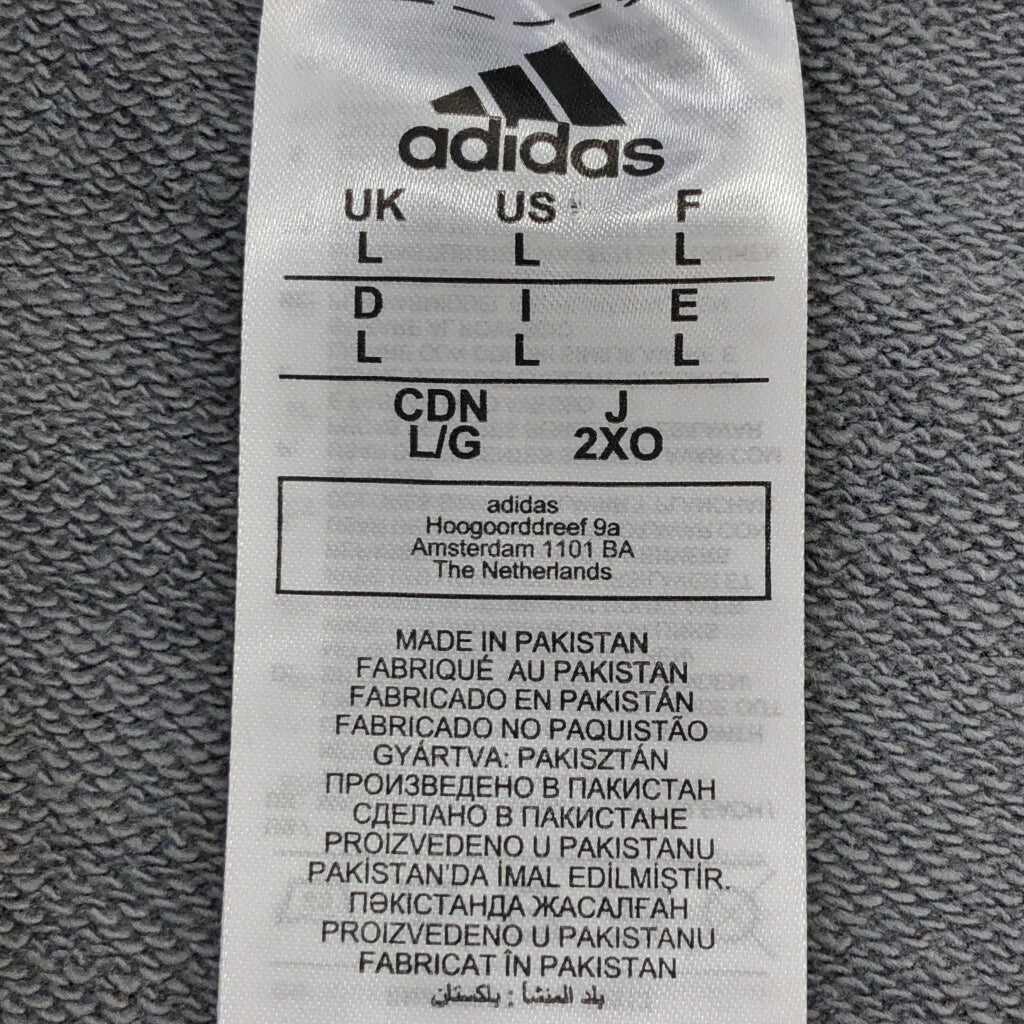 adidas
UK US F
L L L
D I E
L L L
CDN J
L/G 2XO
adidas
Hoogoorddreef 9a
Amsterdam 1101 BA
The Netherlands
MADE IN PAKISTAN
FABRIQUÉ AU PAKISTAN
FABRICADO EN PAKISTÁN
FABRICADO NO PAQUISTÃO
GYÁRTVA: PAKISZTÁN
ПРОИЗВЕДЕНО В ПАКИСТАН
СДЕЛАНО В ПАКИСТАНЕ
PROIZVEDENO U PAKISTANU
PAKİSTAN'DA İMAL EDİLMİŞTİR.
ПӘКІСТАНДА ЖАСАЛҒАН
PROIZVEDENO U PAKISTANU
FABRICAT ÎN PAKISTAN
بلد المنشأ : باكستان